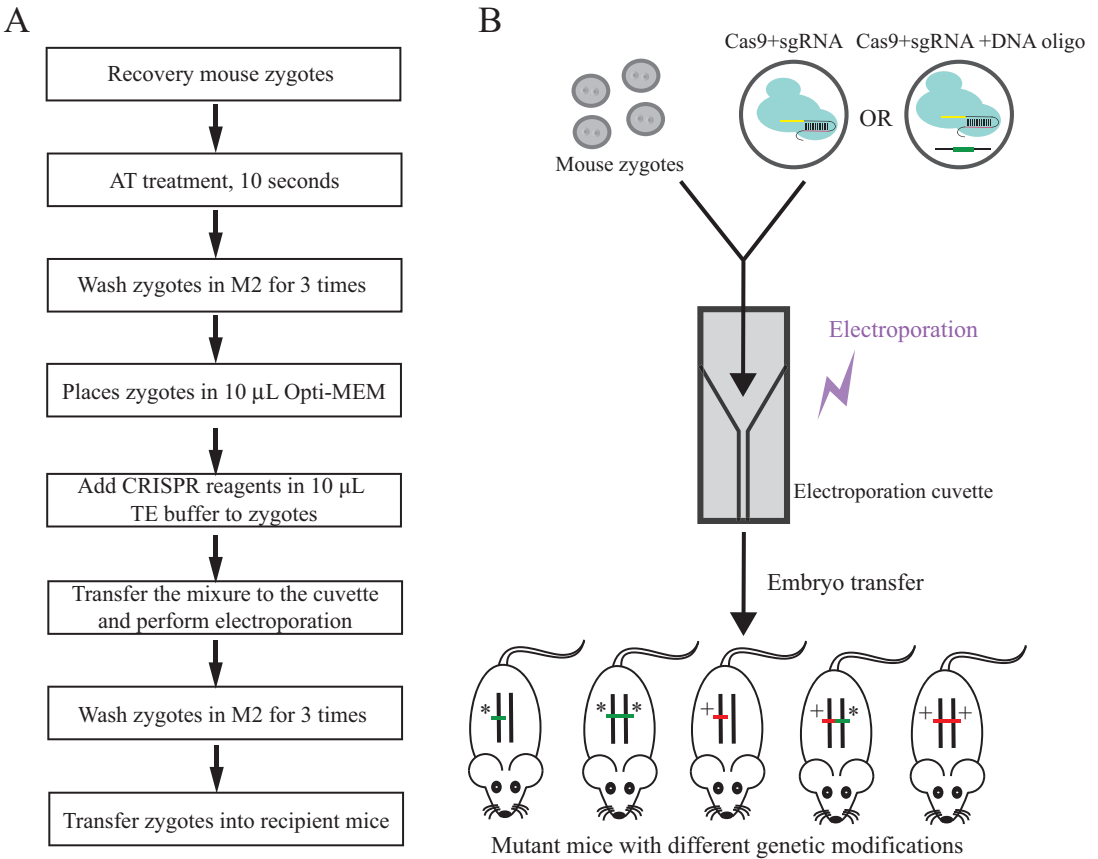 A
Recovery mouse zygotes
AT treatment, 10 seconds
Wash zygotes in M2 for 3 times
Places zygotes in 10 μL Opti-MEM
Add CRISPR reagents in 10 μL
TE buffer to zygotes
Transfer the mixure to the cuvette
and perform electroporation
Wash zygotes in M2 for 3 times
Transfer zygotes into recipient mice
B
Cas9+sgRNA
Cas9+sgRNA +DNA oligo
OR
Mouse zygotes
Electroporation
Electroporation cuvette
Embryo transfer
* * * + + * + +
Mutant mice with different genetic modifications